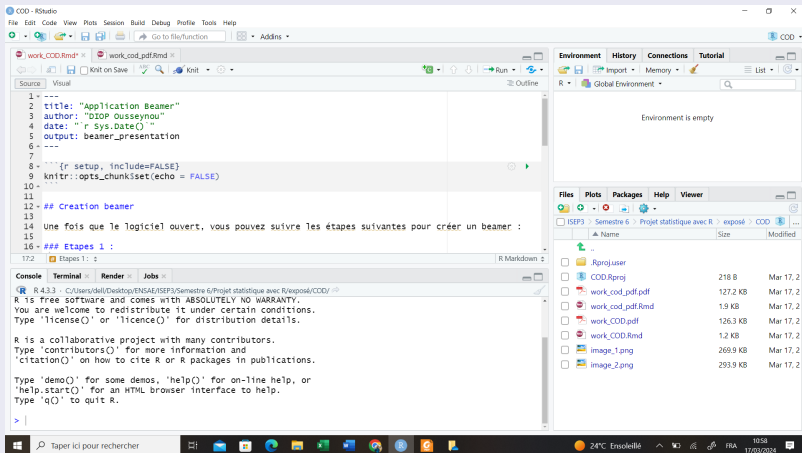 COD - RStudio
File Edit Code View Plots Session Build Debug Profile Tools Help
Go to file/function Addins COD
work_COD.Rmd* work_cod_pdf.Rmd
Knit on Save Knit Run
Source Visual Outline
1 ---
2 title: "Application Beamer"
3 author: "DIOP Ousseynou"
4 date: "`r Sys.Date()`"
5 output: beamer_presentation
6 ---
7
8 ```{r setup, include=FALSE}
9 knitr::opts_chunk$set(echo = FALSE)
10 ```
11
12 ## Creation beamer
13
14 Une fois que le logiciel ouvert, vous pouvez suivre les étapes suivantes pour créer un beamer :
15
16 ### Etapes 1 :
17:2 Etapes 1 : R Markdown
Console Terminal Render Jobs
R 4.3.3 · C:/Users/dell/Desktop/ENSAE/ISEP3/Semestre 6/Projet statistique avec R/exposé/COD/
R is free software and comes with ABSOLUTELY NO WARRANTY.
You are welcome to redistribute it under certain conditions.
Type 'license()' or 'licence()' for distribution details.
R is a collaborative project with many contributors.
Type 'contributors()' for more information and
'citation()' on how to cite R or R packages in publications.
Type 'demo()' for some demos, 'help()' for on-line help, or
'help.start()' for an HTML browser interface to help.
Type 'q()' to quit R.
>
Environment History Connections Tutorial
Import Memory List
R Global Environment
Environment is empty
Files Plots Packages Help Viewer
ISEP3 Semestre 6 Projet statistique avec R exposé COD
Name Size Modified
..
.Rproj.user
COD.Rproj 218 B Mar 17, 2
work_cod_pdf.pdf 127.2 KB Mar 17, 2
work_cod_pdf.Rmd 1.9 KB Mar 17, 2
work_COD.pdf 126.3 KB Mar 17, 2
work_COD.Rmd 1.2 KB Mar 17, 2
image_1.png 269.9 KB Mar 17, 2
image_2.png 293.9 KB Mar 17, 2
Taper ici pour rechercher
24°C Ensoleillé FRA 10:58
17/03/2024